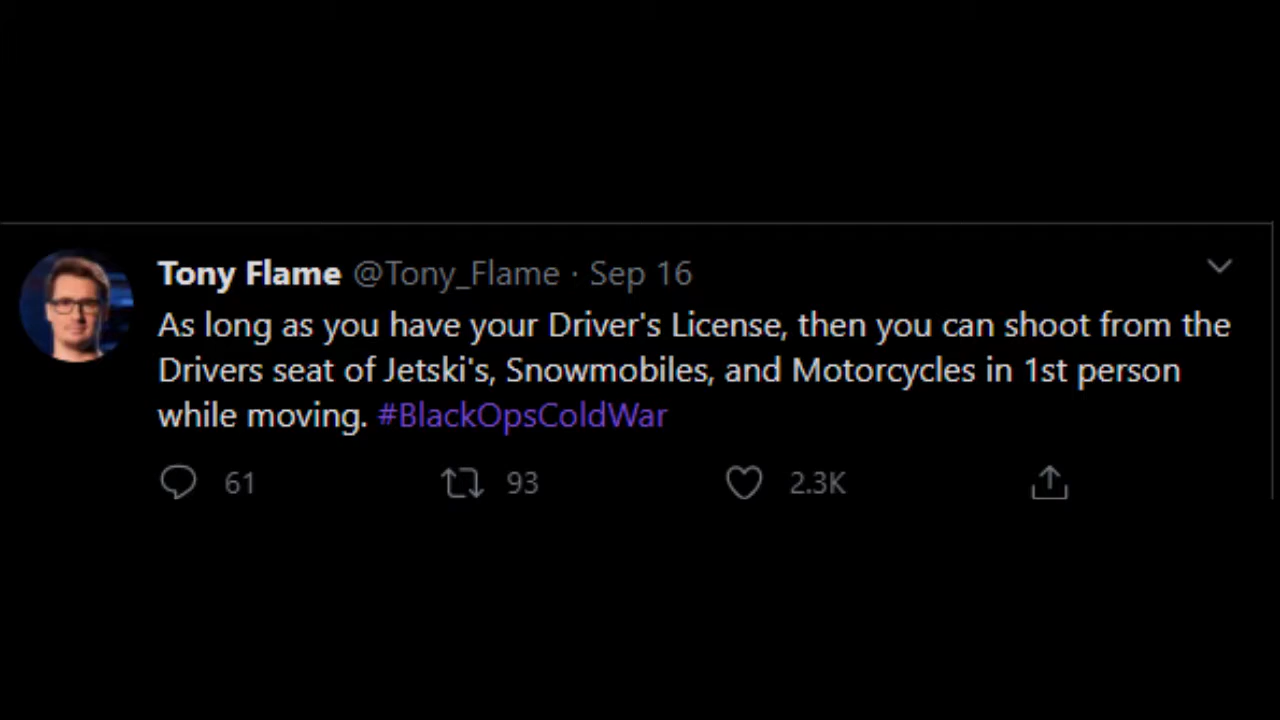 Tony Flame @Tony_Flame · Sep 16
As long as you have your Driver's License, then you can shoot from the
Drivers seat of Jetski's, Snowmobiles, and Motorcycles in 1st person
while moving. #BlackOpsColdWar
61 93 2.3K